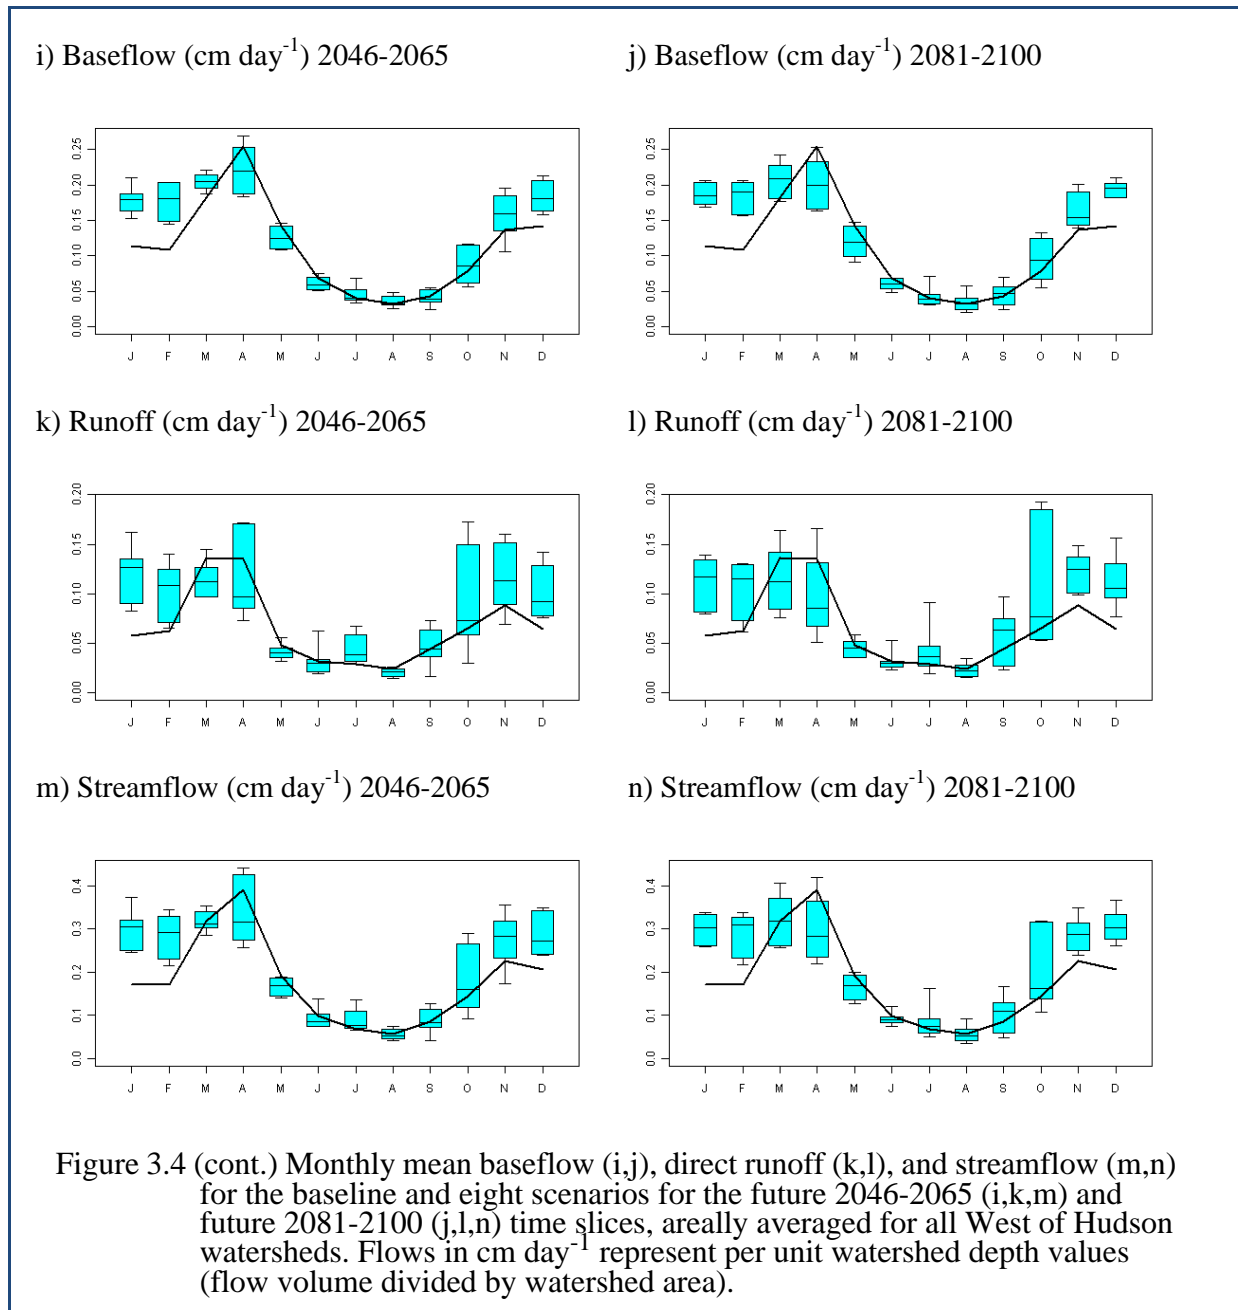 i) Baseflow (cm day-1) 2046-2065
j) Baseflow (cm day-1) 2081-2100
0.25
0.20
0.15
0.10
0.05
0.00
J F M A M J J A S O N D
0.25
0.20
0.15
0.10
0.05
0.00
J F M A M J J A S O N D
k) Runoff (cm day-1) 2046-2065
l) Runoff (cm day-1) 2081-2100
0.20
0.15
0.10
0.05
0.00
J F M A M J J A S O N D
0.20
0.15
0.10
0.05
0.00
J F M A M J J A S O N D
m) Streamflow (cm day-1) 2046-2065
n) Streamflow (cm day-1) 2081-2100
0.4
0.3
0.2
0.1
0.0
J F M A M J J A S O N D
0.4
0.3
0.2
0.1
0.0
J F M A M J J A S O N D
Figure 3.4 (cont.) Monthly mean baseflow (i,j), direct runoff (k,l), and streamflow (m,n)
for the baseline and eight scenarios for the future 2046-2065 (i,k,m) and
future 2081-2100 (j,l,n) time slices, areally averaged for all West of Hudson
watersheds. Flows in cm day-1 represent per unit watershed depth values
(flow volume divided by watershed area).